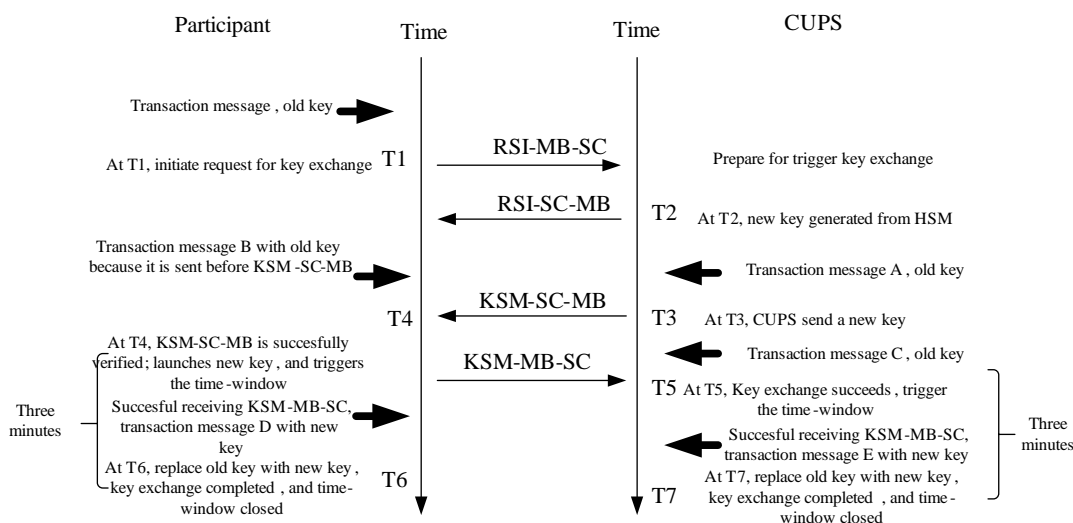 Participant
Time
Time
CUPS
Transaction message , old key
At T1, initiate request for key exchange
T1
RSI-MB-SC
Prepare for trigger key exchange
RSI-SC-MB
T2
At T2, new key generated from HSM
Transaction message B with old key
because it is sent before KSM -SC-MB
Transaction message A , old key
KSM-SC-MB
T4
T3
At T3, CUPS send a new key
At T4, KSM-SC-MB is succesfully
verified; launches new key, and triggers
the time -window
Transaction message C , old key
KSM-MB-SC
T5
At T5, Key exchange succeeds , trigger
the time-window
Three
minutes
Succesful receiving KSM -MB-SC,
transaction message D with new
key
Succesful receiving KSM-MB-SC,
transaction message E with new key
Three
minutes
At T6, replace old key with new key ,
key exchange completed , and time-
window closed
T6
T7
At T7, replace old key with new key ,
key exchange completed , and time -
window closed